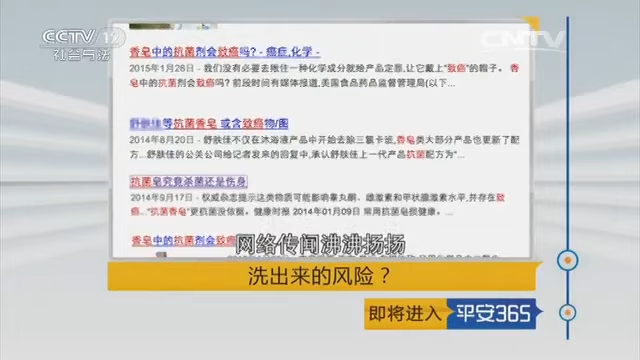 CCTV 12
社会与法
CNTV
香皂中的抗菌剂会致癌吗? - 癌症,化学 -
2015年1月26日 - 我们没有必要去揪住一种化学成分就给产品定罪,让它戴上“致癌”的帽子。 香
皂中的抗菌剂会致癌吗? 前段时间有媒体报道,美国食品药品监督管理局(以下...
等抗菌香皂 或含致癌物/图
2014年8月20日 - 舒肤佳不仅在沐浴液产品中开始去除三氯卡班,香皂类大部分产品也更新了配
方...舒肤佳的公关公司给记者发来的回复中,承认舒肤佳上一代产品抗菌配方为“...
抗菌皂究竟杀菌还是伤身
2014年9月17日 - 权威杂志提示这类物质可能影响睾丸酮、雌激素和甲状腺激素水平,并存在致
癌...“抗菌香皂”更抗菌没依据。健康时报 2014年01月09日 常用抗菌皂损健康。...
香皂中的抗菌剂会致癌
网络传闻沸沸扬扬
洗出来的风险?
即将进入 平安365